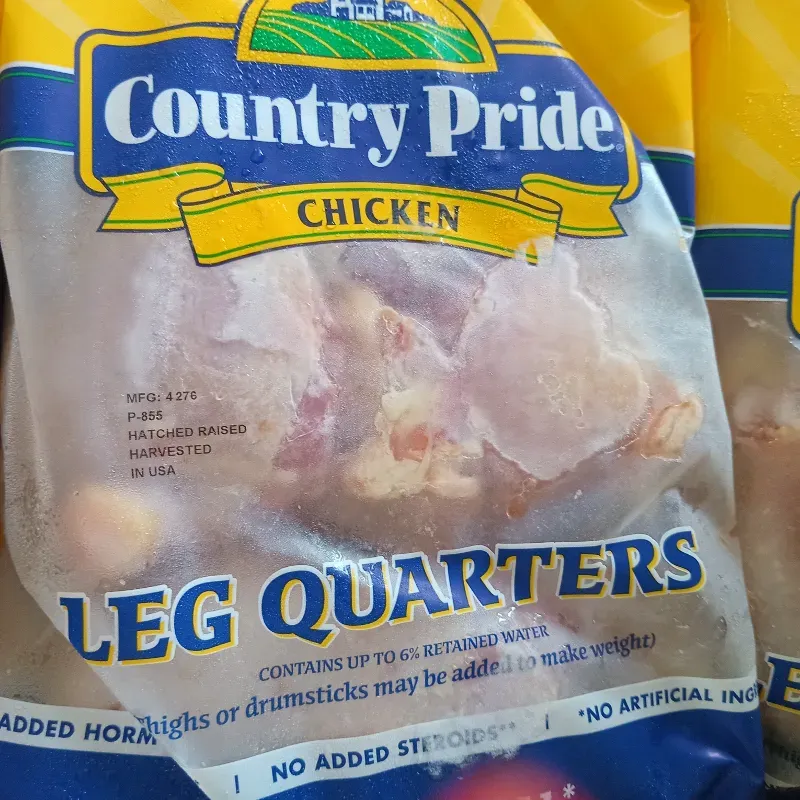 Country Pride®
CHICKEN
MFG: 4276
P-855
HATCHED RAISED
HARVESTED
IN USA
LEG QUARTERS
CONTAINS UP TO 6% RETAINED WATER
Thighs or drumsticks may be added to make weight)
ADDED HORM
| NO ADDED STEROIDS** | *NO ARTIFICIAL ING
LE